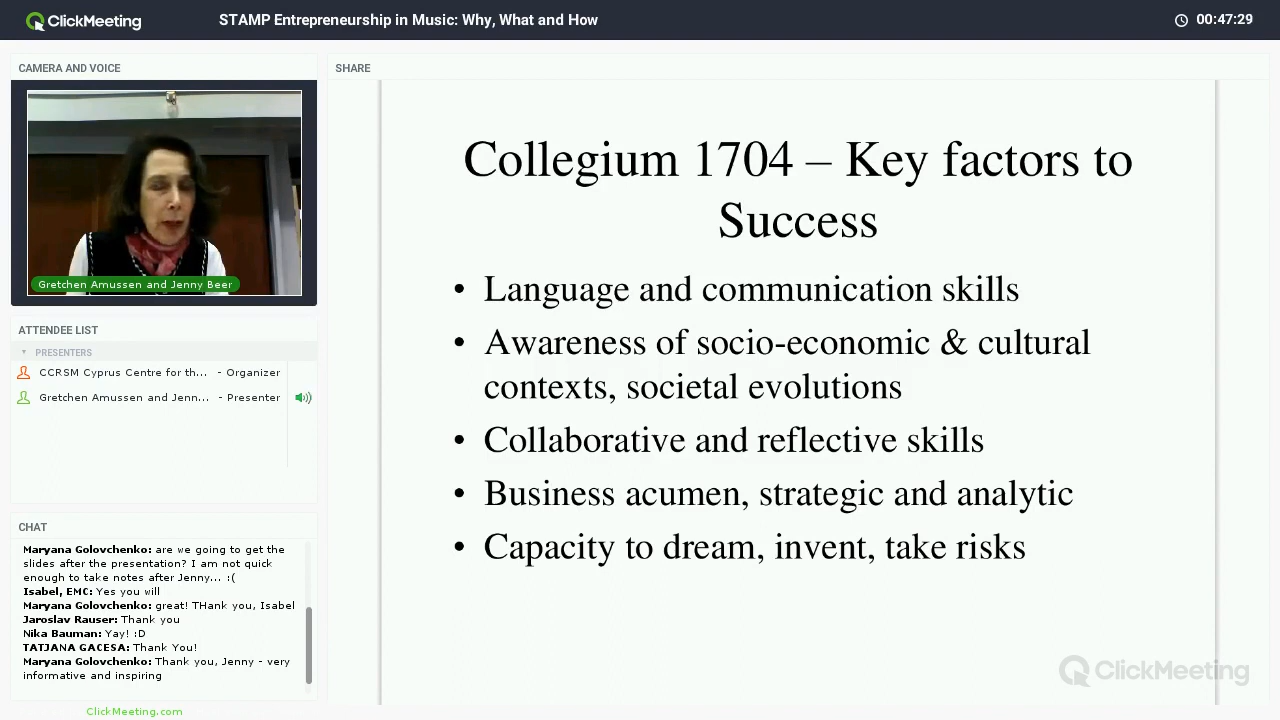 ClickMeeting
STAMP Entrepreneurship in Music: Why, What and How
00:47:29
CAMERA AND VOICE
Gretchen Amussen and Jenny Beer
ATTENDEE LIST
PRESENTERS
CCRSM Cyprus Centre for th... - Organizer
Gretchen Amussen and Jenn... - Presenter
CHAT
Maryana Golovchenko: are we going to get the
slides after the presentation? I am not quick
enough to take notes after Jenny... :(
Isabel, EMC: Yes you will
Maryana Golovchenko: great! THank you, Isabel
Jaroslav Rauser: Thank you
Nika Bauman: Yay! :D
TATJANA GACESA: Thank You!
Maryana Golovchenko: Thank you, Jenny - very
informative and inspiring
ClickMeeting.com
SHARE
Collegium 1704 – Key factors to
Success
• Language and communication skills
• Awareness of socio-economic & cultural
contexts, societal evolutions
• Collaborative and reflective skills
• Business acumen, strategic and analytic
• Capacity to dream, invent, take risks
ClickMeeting